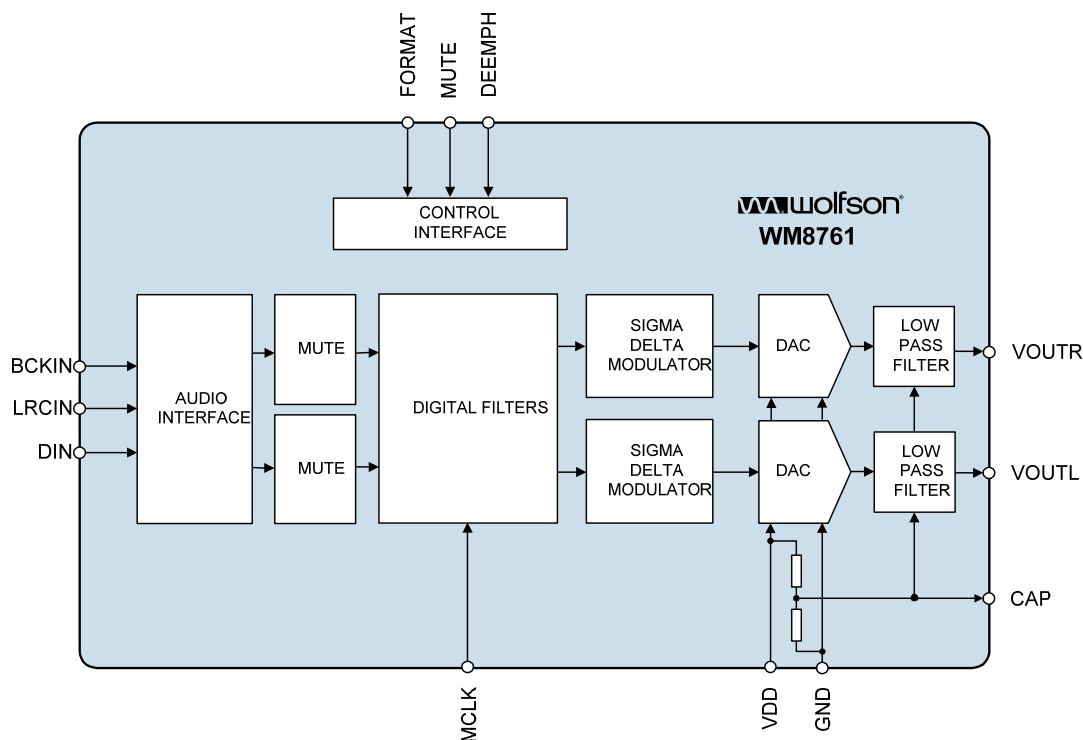 FORMAT
MUTE
DEEMPH
CONTROL
INTERFACE
wolfson®
WM8761
BCKIN
LRCIN
DIN
AUDIO
INTERFACE
MUTE
MUTE
DIGITAL FILTERS
SIGMA
DELTA
MODULATOR
SIGMA
DELTA
MODULATOR
DAC
DAC
LOW
PASS
FILTER
LOW
PASS
FILTER
VOUTR
VOUTL
CAP
MCLK
VDD
GND